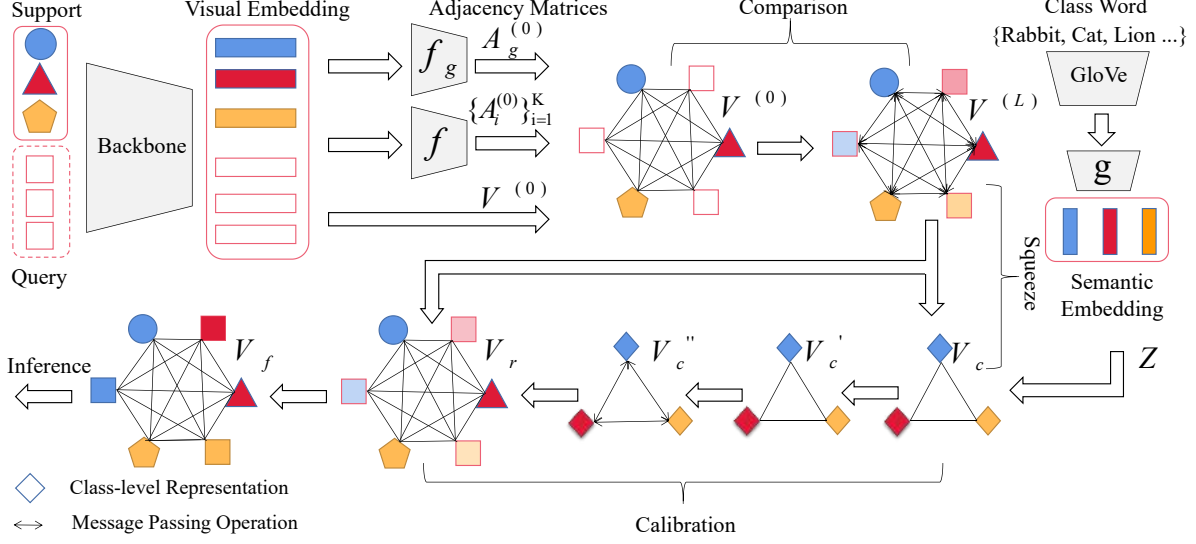 Support
Visual Embedding
Adjacency Matrices
Comparison
Class Word
{Rabbit, Cat, Lion ...}
GloVe
Backbone
f_g
A_g^{(0)}
f
{A_i^{(0)}}_{i=1}^K
V^{(0)}
V^{(0)}
V^{(L)}
g
Query
Squeeze
Semantic
Embedding
Inference
V_f
V_r
V_c''
V_c'
V_c
Z
Class-level Representation
Message Passing Operation
Calibration